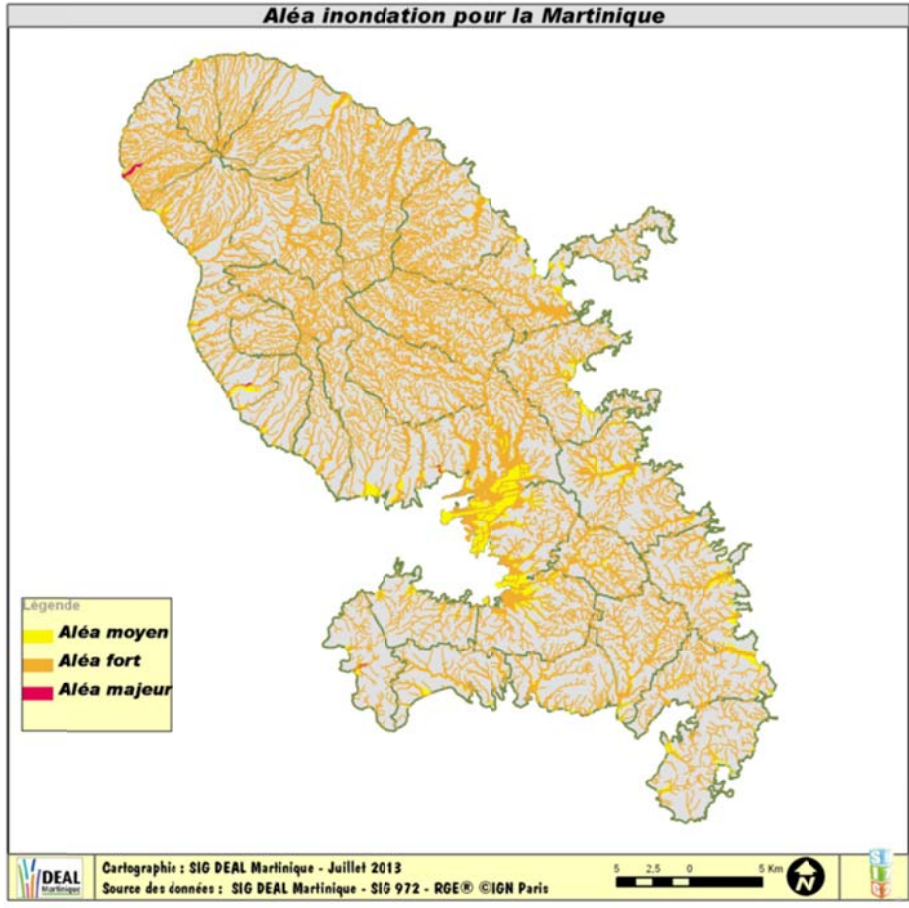 Aléa inondation pour la Martinique
Légende
Aléa moyen
Aléa fort
Aléa majeur
DEAL
Martinique
Cartographie : SIG DEAL Martinique - Juillet 2013
Source des données : SIG DEAL Martinique - SIG 972 - RGE® ©IGN Paris
5 2,5 0 5 Km
N